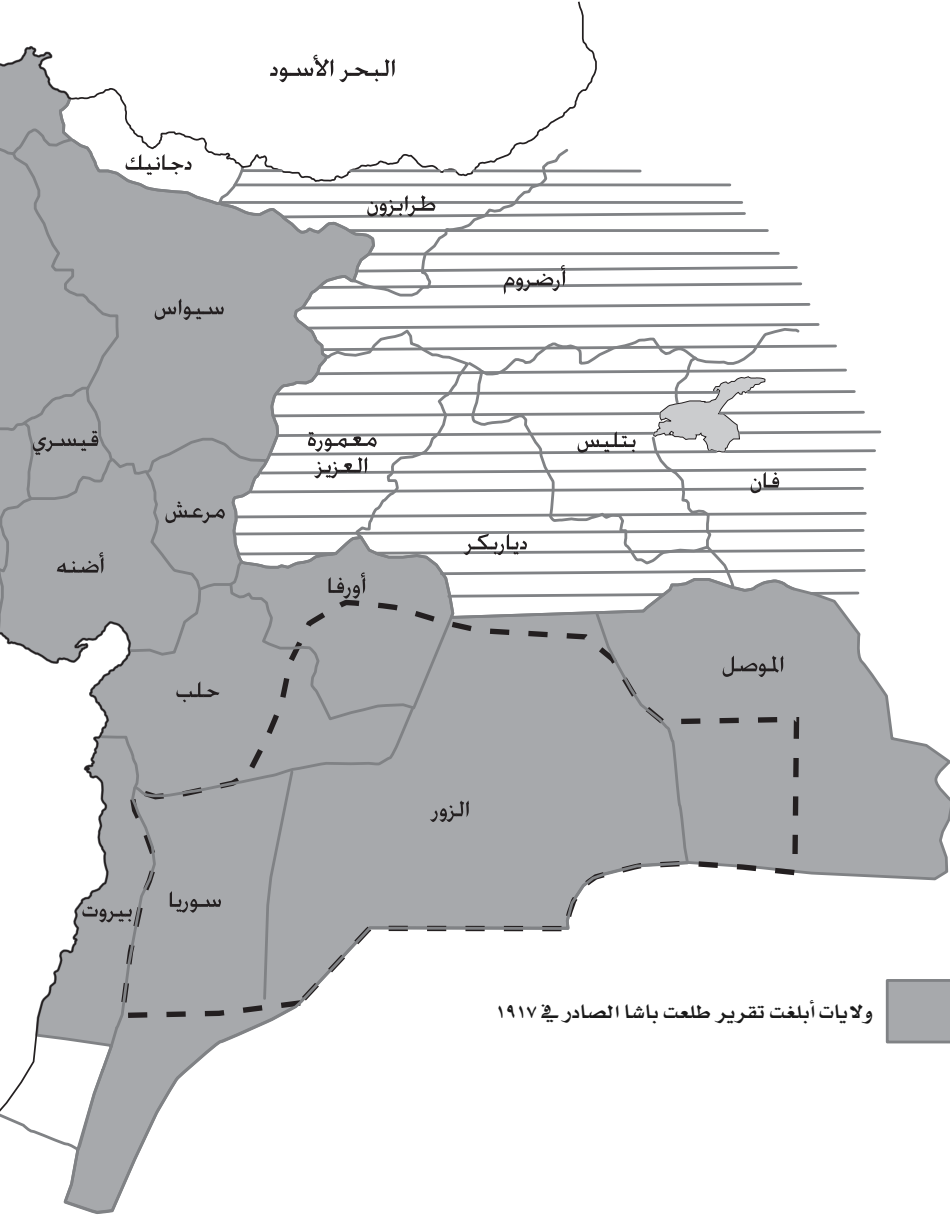 البحر الأسود
دجانيك
طرابزون
أرضروم
سيواس
قيسري
معمورة
العزيز
بتليس
فان
مرعش
دياربكر
أضنه
أورفا
الموصل
حلب
الزور
سوريا
بيروت
ولايات أبلغت تقرير طلعت باشا الصادر في ١٩١٧